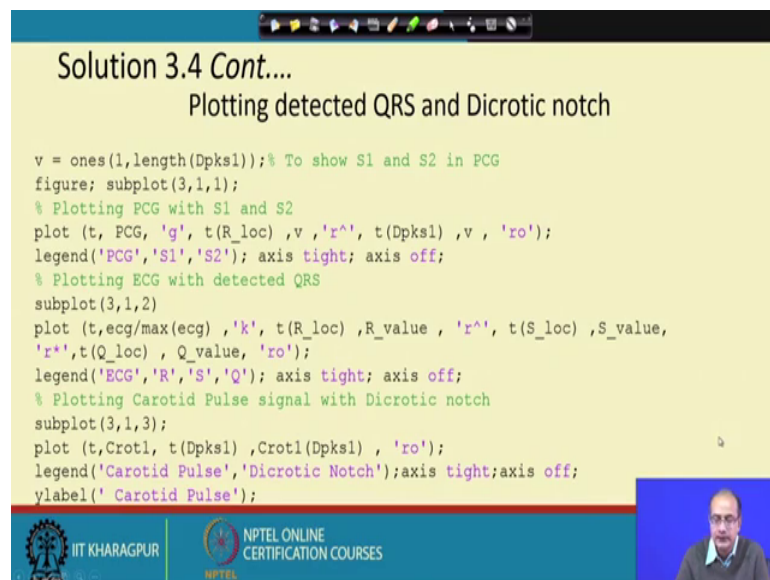 Solution 3.4 Cont....
Plotting detected QRS and Dicrotic notch
v = ones(1,length(Dpks1));% To show S1 and S2 in PCG
figure; subplot(3,1,1);
% Plotting PCG with S1 and S2
plot (t, PCG, 'g', t(R_loc) ,v ,'r^', t(Dpks1) ,v , 'ro');
legend('PCG','S1','S2'); axis tight; axis off;
% Plotting ECG with detected QRS
subplot(3,1,2)
plot (t,ecg/max(ecg) ,'k', t(R_loc) ,R_value , 'r^', t(S_loc) ,S_value,
'r*',t(Q_loc) , Q_value, 'ro');
legend('ECG','R','S','Q'); axis tight; axis off;
% Plotting Carotid Pulse signal with Dicrotic notch
subplot(3,1,3);
plot (t,Crot1, t(Dpks1) ,Crot1(Dpks1) , 'ro');
legend('Carotid Pulse','Dicrotic Notch');axis tight;axis off;
ylabel(' Carotid Pulse');
IIT KHARAGPUR
NPTEL
NPTEL ONLINE
CERTIFICATION COURSES